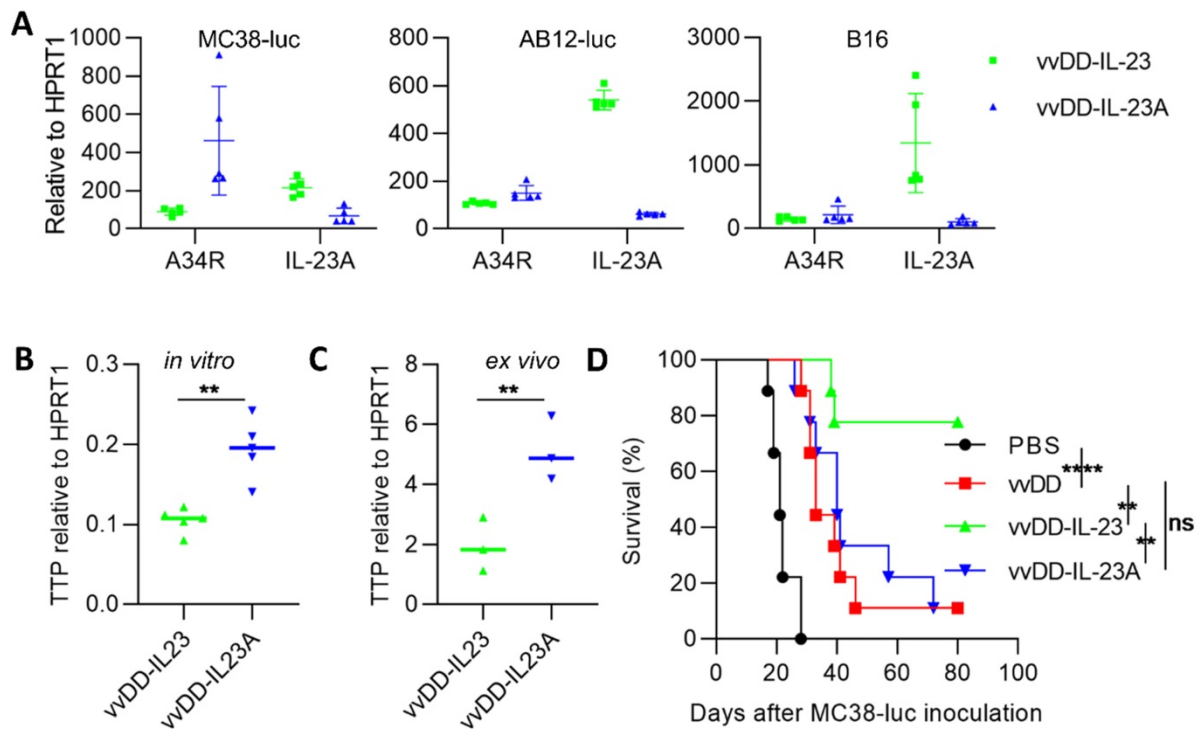 A
MC38-luc
AB12-luc
B16
vvDD-IL-23
vvDD-IL-23A
Relative to HPRT1
1000
800
600
400
200
0
800
600
400
200
0
3000
2000
1000
0
A34R IL-23A
A34R IL-23A
A34R IL-23A
B
in vitro
**
TTP relative to HPRT1
0.3
0.2
0.1
0.0
vvDD-IL23
vvDD-IL23A
C
ex vivo
**
TTP relative to HPRT1
8
6
4
2
0
vvDD-IL23
vvDD-IL23A
D
Survival (%)
100
80
60
40
20
0
0 20 40 60 80 100
Days after MC38-luc inoculation
PBS
vvDD
vvDD-IL-23
vvDD-IL-23A
****
**
**
ns